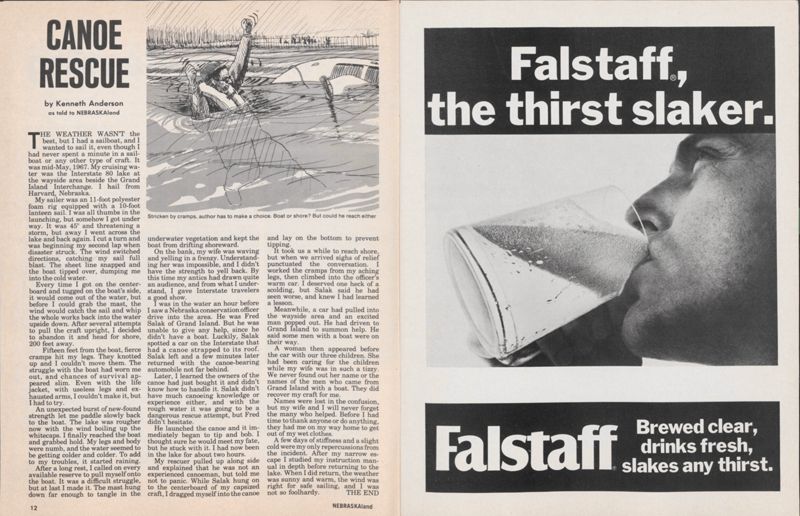 CANOE
RESCUE
by Kenneth Anderson
as told to NEBRASKAland
THE WEATHER WASN'T the
best, but I had a sailboat, and I
wanted to sail it, even though I
had never spent a minute in a sail-
boat or any other type of craft. It
was mid-May, 1967. My cruising wa-
ter was the Interstate 80 lake at
the wayside area beside the Grand
Island Interchange. I hail from
Harvard, Nebraska.
My sailer was an 11-foot polyester
foam rig equipped with a 10-foot
lanteen sail. I was all thumbs in the
launching, but somehow I got under
way. It was 45° and threatening a
storm, but away I went across the
lake and back again. I cut a turn and
was beginning my second lap when
disaster struck. The wind switched
directions, catching my sail full
blast. The sheet line snapped and
the boat tipped over, dumping me
into the cold water.
Every time I got on the center-
board and tugged on the boat's side,
it would come out of the water, but
before I could grab the mast, the
wind would catch the sail and whip
the whole works back into the water
upside down. After several attempts
to pull the craft upright, I decided
to abandon it and head for shore,
200 feet away.
Fifteen feet from the boat, fierce
cramps hit my legs. They knotted
up and I couldn't move them. The
struggle with the boat had worn me
out, and chances of survival ap-
peared slim. Even with the life
jacket, with useless legs and ex-
hausted arms, I couldn't make it, but
I had to try.
An unexpected burst of new-found
strength let me paddle slowly back
to the boat. The lake was rougher
now with the wind boiling up the
whitecaps. I finally reached the boat
and grabbed hold. My legs and body
were numb, and the water seemed to
be getting colder and colder. To add
to my troubles, it started raining.
After a long rest, I called on every
available reserve to pull myself onto
the boat. It was a difficult struggle,
but at last I made it. The mast hung
down far enough to tangle in the
Stricken by cramps, author has to make a choice. Boat or shore? But could he reach either
underwater vegetation and kept the
boat from drifting shoreward.
On the bank, my wife was waving
and yelling in a frenzy. Understand-
ing her was impossible, and I didn't
have the strength to yell back. By
this time my antics had drawn quite
an audience, and from what I under-
stand, I gave Interstate travelers
a good show.
I was in the water an hour before
I saw a Nebraska conservation officer
drive into the area. He was Fred
Salak of Grand Island. But he was
unable to give any help, since he
didn't have a boat. Luckily, Salak
spotted a car on the Interstate that
had a canoe strapped to its roof.
Salak left and a few minutes later
returned with the canoe-bearing
automobile not far behind.
Later, I learned the owners of the
canoe had just bought it and didn't
know how to handle it. Salak didn't
have much canoeing knowledge or
experience either, and with the
rough water it was going to be a
dangerous rescue attempt, but Fred
didn't hesitate.
He launched the canoe and it im-
mediately began to tip and bob. I
thought sure he would meet my fate,
but he stuck with it. I had now been
in the lake for about two hours.
My rescuer pulled up along side
and explained that he was not an
experienced canoeman, but told me
not to panic. While Salak hung on
to the centerboard of my capsized
craft, I dragged myself into the canoe
and lay on the bottom to prevent
tipping.
It took us a while to reach shore,
but when we arrived sighs of relief
punctuated the conversation. I
worked the cramps from my aching
legs, then climbed into the officer's
warm car. I deserved one heck of a
scolding, but Salak said he had
seen worse, and knew I had learned
a lesson.
Meanwhile, a car had pulled into
the wayside area and an excited
man popped out. He had driven to
Grand Island to summon help. He
said some men with a boat were on
their way.
A woman then appeared before
the car with our three children. She
had been caring for the children
while my wife was in such a tizzy.
We never found out her name or the
names of the men who came from
Grand Island with a boat. They did
recover my craft for me.
Names were lost in the confusion,
but my wife and I will never forget
the many who helped. Before I had
time to thank anyone or do anything,
they had me on my way home to get
out of my wet clothes.
A few days of stiffness and a slight
cold were my only repercussions from
the incident. After my narrow es-
cape I studied my instruction man-
ual in depth before returning to the
lake. When I did return, the weather
was sunny and warm, the wind was
right for safe sailing, and I was
not so foolhardy. THE END
12
NEBRASKAland
Falstaff®,
the thirst slaker.
Falstaff®
Brewed clear,
drinks fresh,
slakes any thirst.